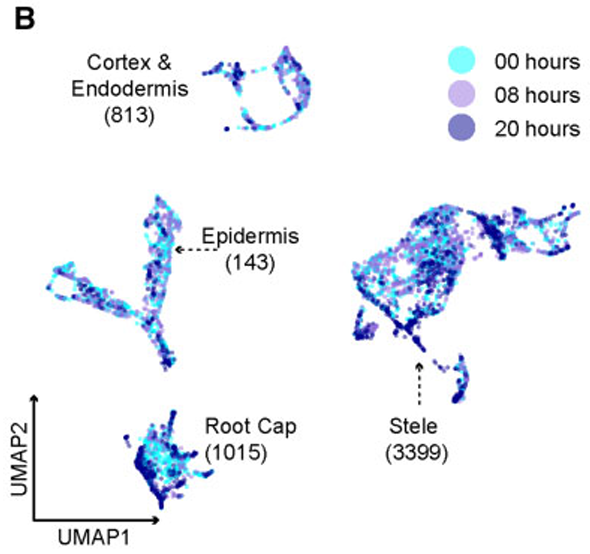 B
Cortex &
Endodermis
(813)
00 hours
08 hours
20 hours
Epidermis
(143)
Root Cap
(1015)
Stele
(3399)
UMAP2
UMAP1